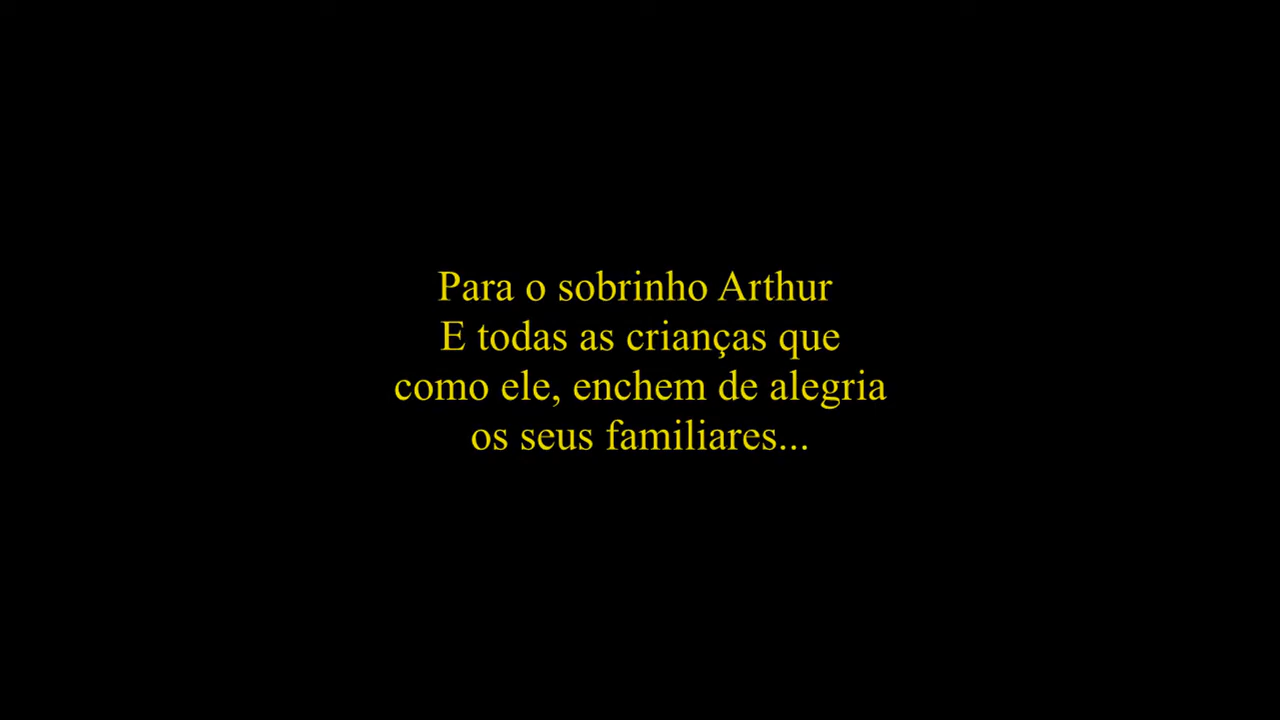 Para o sobrinho Arthur
E todas as crianças que
como ele, enchem de alegria
os seus familiares...